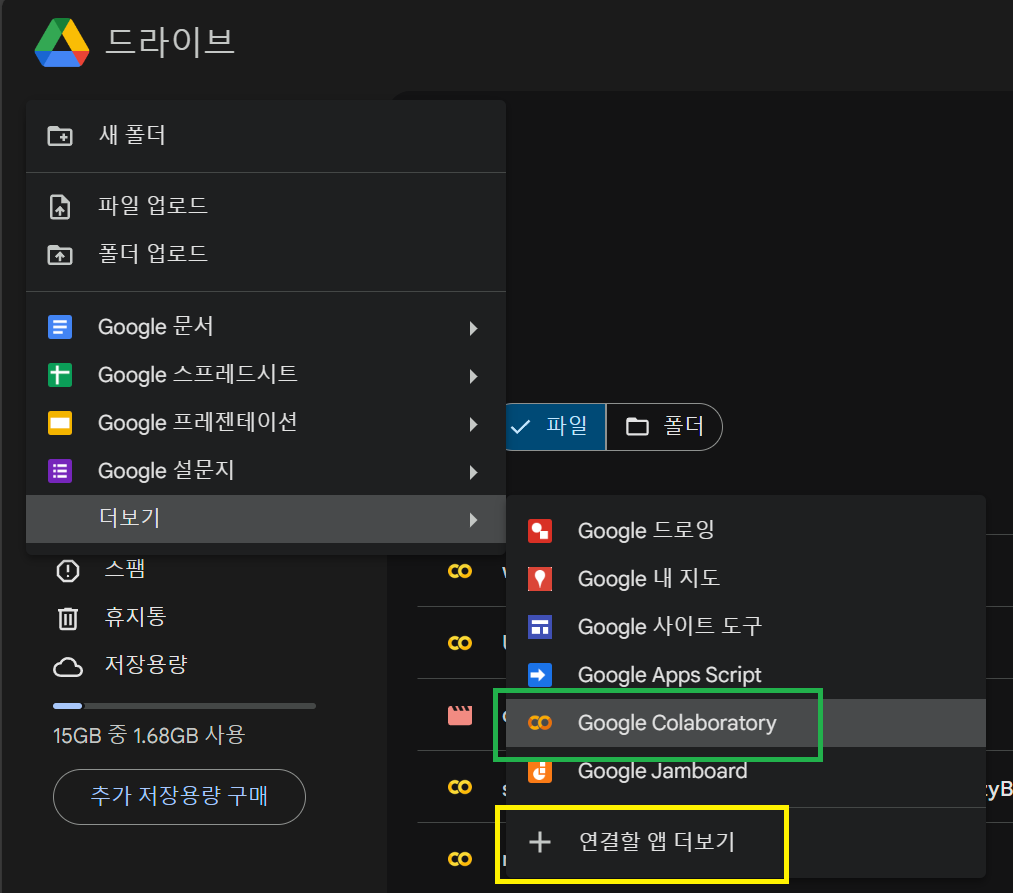 드라이브
새 폴더
파일 업로드
폴더 업로드
Google 문서
Google 스프레드시트
Google 프레젠테이션
Google 설문지
더보기
파일
폴더
Google 드로잉
Google 내 지도
Google 사이트 도구
Google Apps Script
Google Colaboratory
Google Jamboard
연결할 앱 더보기
스팸
휴지통
저장용량
15GB 중 1.68GB 사용
추가 저장용량 구매